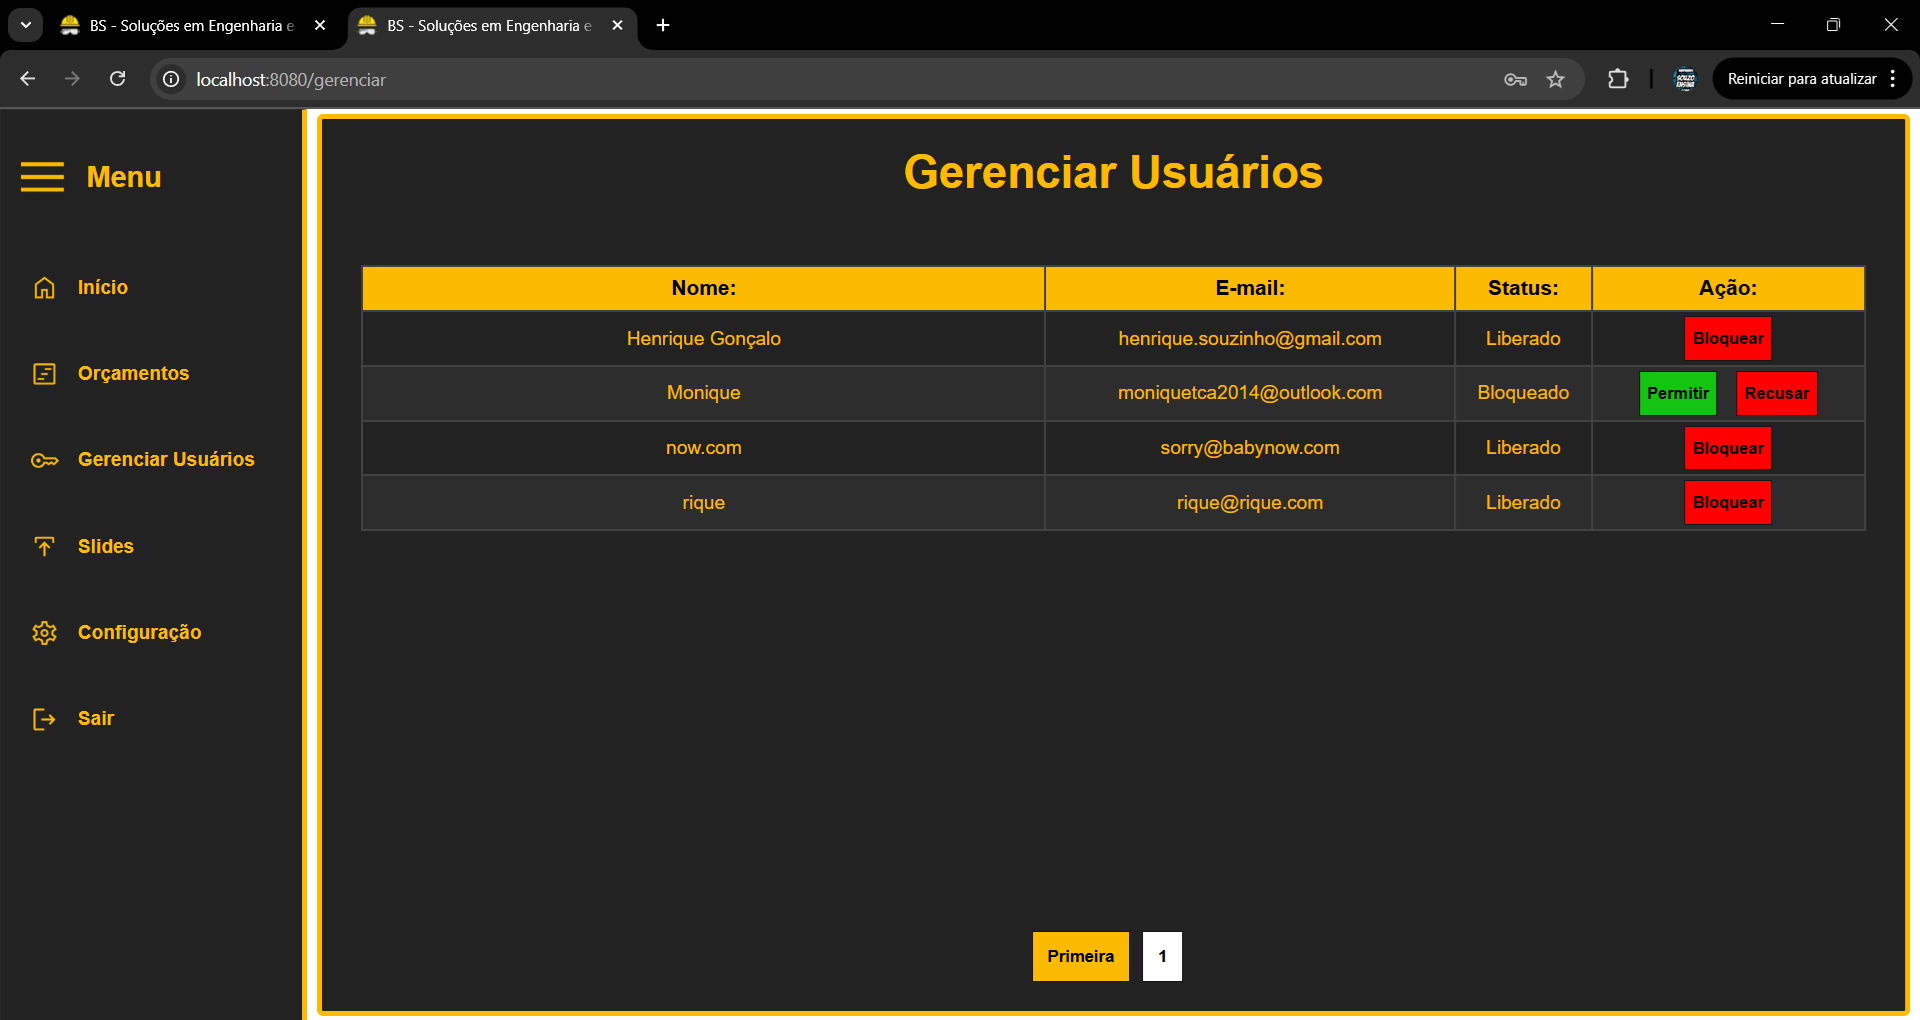 BS - Soluções em Engenharia e
BS - Soluções em Engenharia e
localhost:8080/gerenciar
SOUZO
ENSINA
Reiniciar para atualizar
Menu
Início
Orçamentos
Gerenciar Usuários
Slides
Configuração
Sair
Gerenciar Usuários
Nome: E-mail: Status: Ação:
Henrique Gonçalo henrique.souzinho@gmail.com Liberado Bloquear
Monique moniquetca2014@outlook.com Bloqueado Permitir Recusar
now.com sorry@babynow.com Liberado Bloquear
rique rique@rique.com Liberado Bloquear
Primeira 1